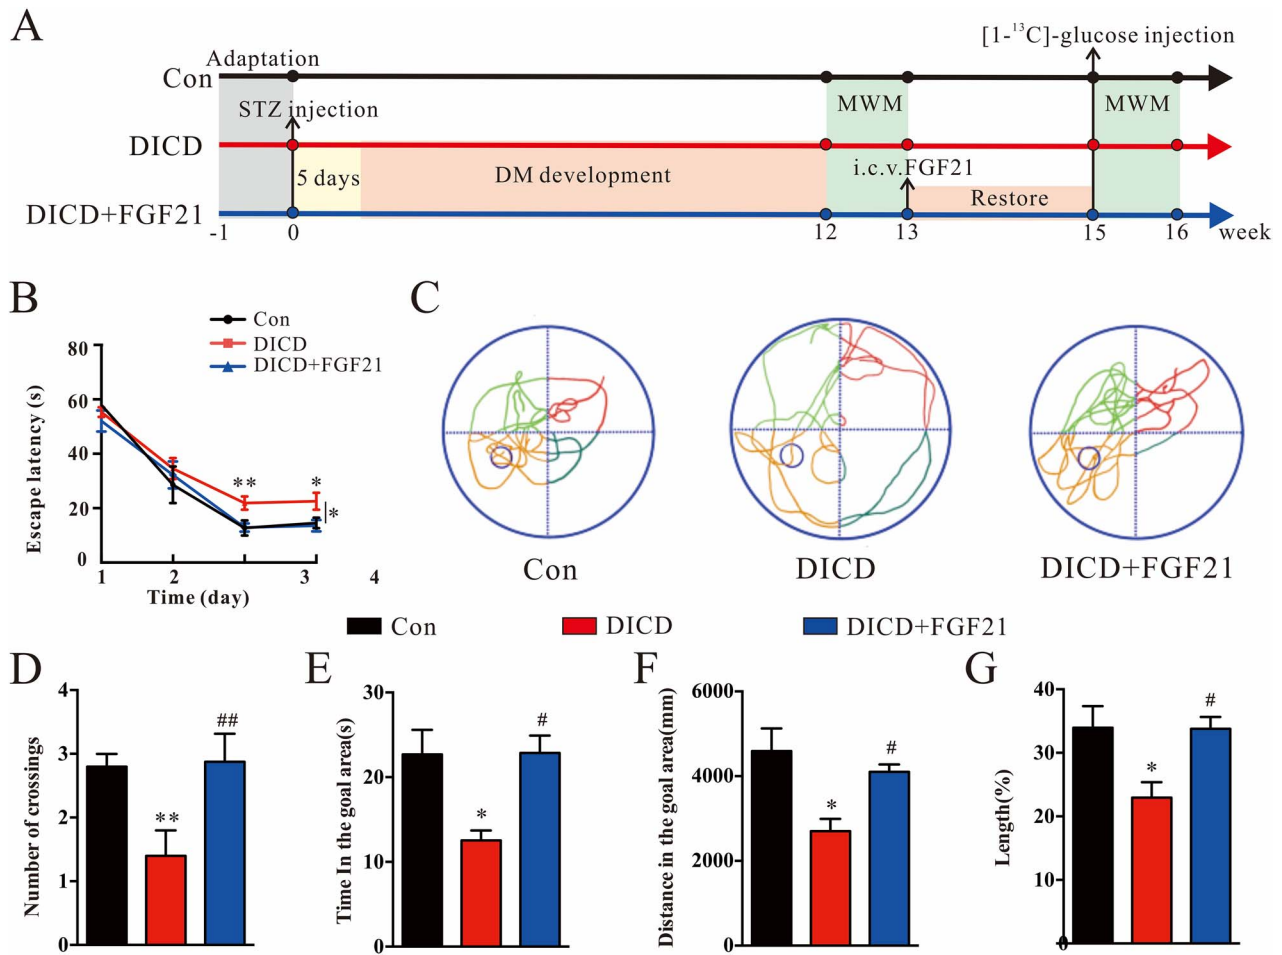 A
[1-¹³C]-glucose injection
Adaptation
Con
STZ injection
MWM
MWM
DICD
i.c.v.FGF21
5 days
DM development
Restore
DICD+FGF21
-1
0
12
13
15
16
week
B
Con
DICD
DICD+FGF21
Escape latency (s)
80
60
40
20
0
**
*
*
1
2
3
4
Time (day)
C
Con
DICD
DICD+FGF21
Con
DICD
DICD+FGF21
D
Number of crossings
4
3
2
1
0
**
##
E
Time In the goal area(s)
30
20
10
0
*
#
F
Distance in the goal area(mm)
6000
4000
2000
0
*
#
G
Length(%)
40
30
20
10
0
*
#